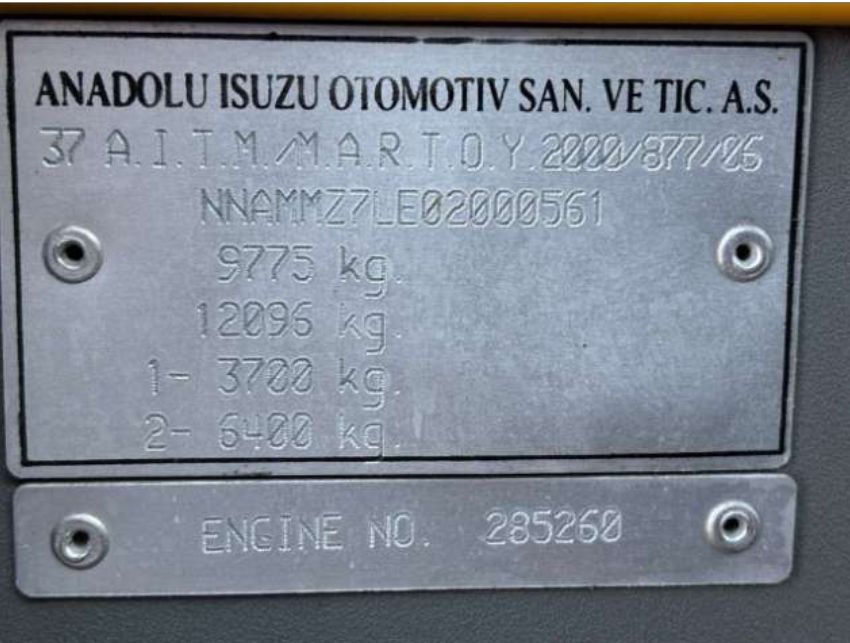 ANADOLU ISUZU OTOMOTIV SAN. VE TIC. A.S.
37 A.I.T.M./M.A.R.T.O.Y.2000/877/06
NNAMMZ7LE02000561
9775 kg.
12096 kg.
1- 3700 kg.
2- 6400 kg.
ENGINE NO. 285260